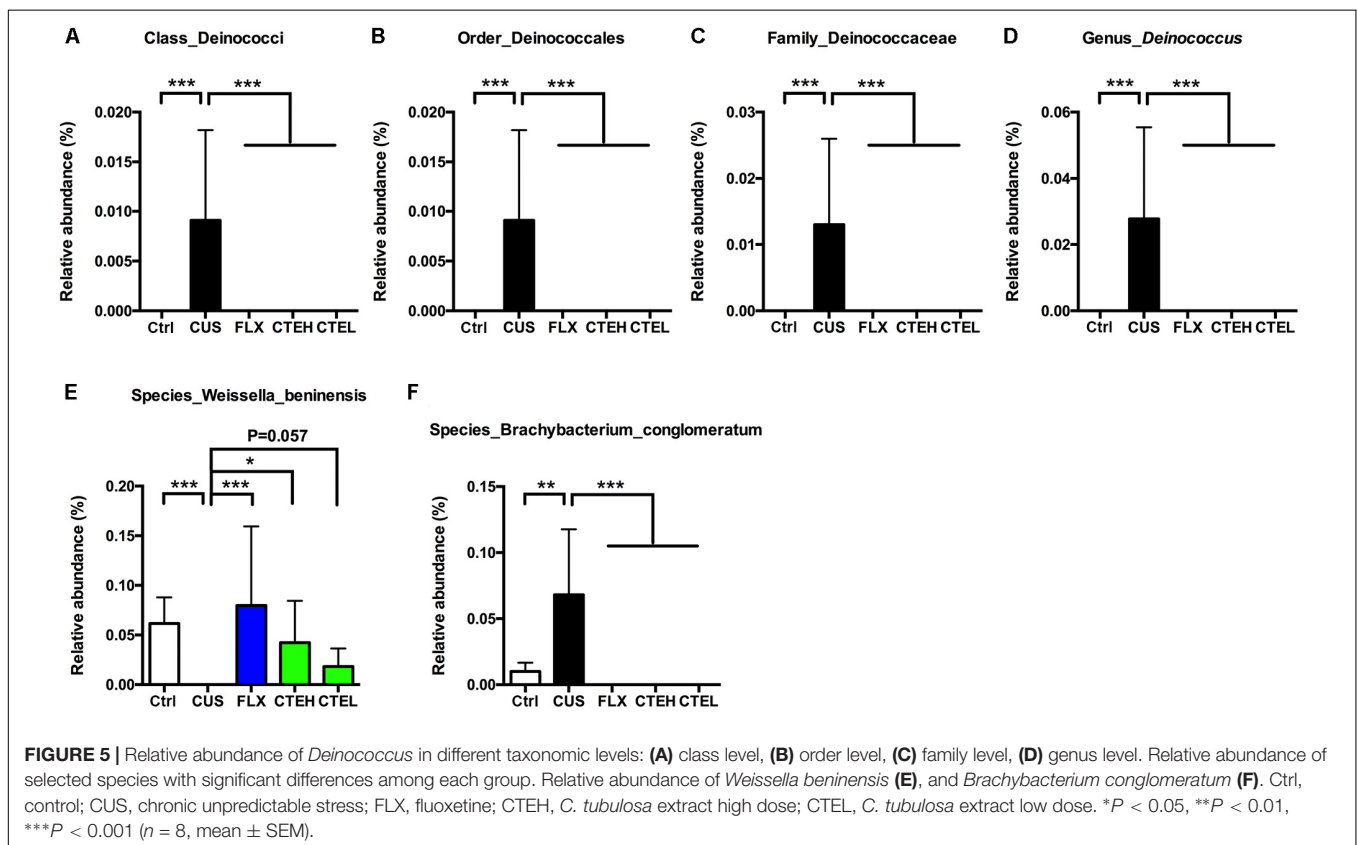 A Class_Deinococci
*** ***
Relative abundance (%)
0.020
0.015
0.010
0.005
0.000
Ctrl CUS FLX CTEH CTEL
B Order_Deinococcales
*** ***
Relative abundance (%)
0.020
0.015
0.010
0.005
0.000
Ctrl CUS FLX CTEH CTEL
C Family_Deinococcaceae
*** ***
Relative abundance (%)
0.03
0.02
0.01
0.00
Ctrl CUS FLX CTEH CTEL
D Genus_Deinococcus
*** ***
Relative abundance (%)
0.06
0.04
0.02
0.00
Ctrl CUS FLX CTEH CTEL
E Species_Weissella_beninensis
P=0.057
*
*** ***
Relative abundance (%)
0.20
0.15
0.10
0.05
0.00
Ctrl CUS FLX CTEH CTEL
F Species_Brachybacterium_conglomeratum
** ***
Relative abundance (%)
0.15
0.10
0.05
0.00
Ctrl CUS FLX CTEH CTEL
FIGURE 5 | Relative abundance of Deinococcus in different taxonomic levels: (A) class level, (B) order level, (C) family level, (D) genus level. Relative abundance of
selected species with significant differences among each group. Relative abundance of Weissella beninensis (E), and Brachybacterium conglomeratum (F). Ctrl,
control; CUS, chronic unpredictable stress; FLX, fluoxetine; CTEH, C. tubulosa extract high dose; CTEL, C. tubulosa extract low dose. *P < 0.05, **P < 0.01,
***P < 0.001 (n = 8, mean ± SEM).